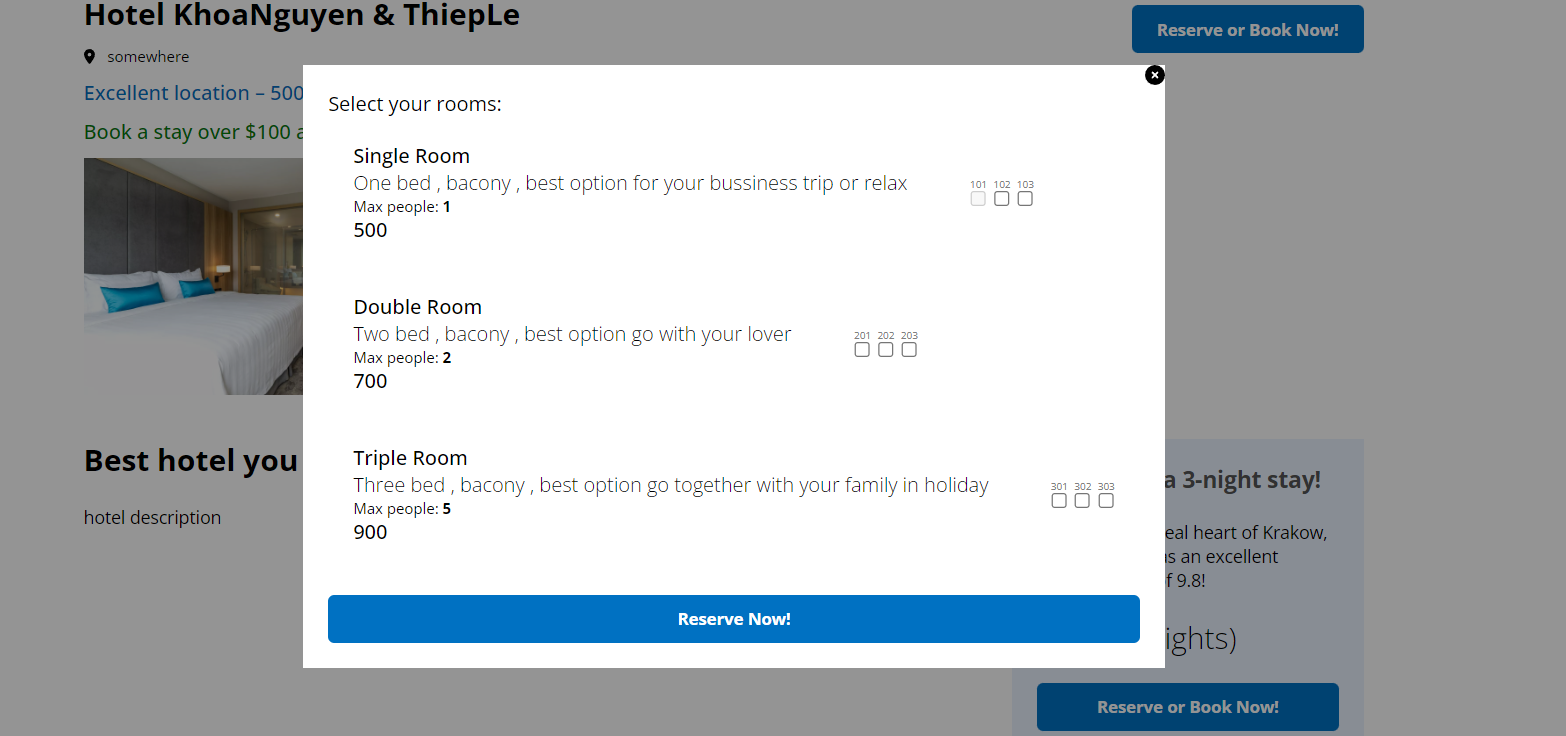 Hotel KhoaNguyen & ThiepLe
Reserve or Book Now!
somewhere
Excellent location – 500
Book a stay over $100 a
Select your rooms:
Single Room
One bed , bacony , best option for your bussiness trip or relax
Max people: 1
500
101 102 103
Double Room
Two bed , bacony , best option go with your lover
Max people: 2
700
201 202 203
Triple Room
Three bed , bacony , best option go together with your family in holiday
Max people: 5
900
301 302 303
Reserve Now!
Best hotel you
hotel description
a 3-night stay!
eal heart of Krakow,
as an excellent
of 9.8!
ights)
Reserve or Book Now!